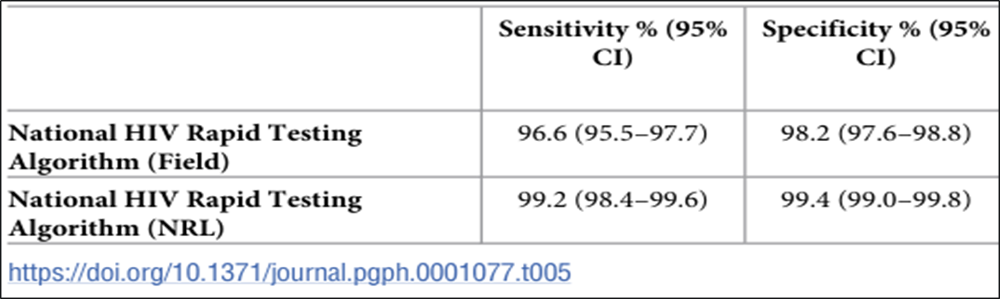 Sensitivity % (95% CI)
Specificity % (95% CI)
National HIV Rapid Testing
Algorithm (Field)
96.6 (95.5–97.7)
98.2 (97.6–98.8)
National HIV Rapid Testing
Algorithm (NRL)
99.2 (98.4–99.6)
99.4 (99.0–99.8)
https://doi.org/10.1371/journal.pgph.0001077.t005